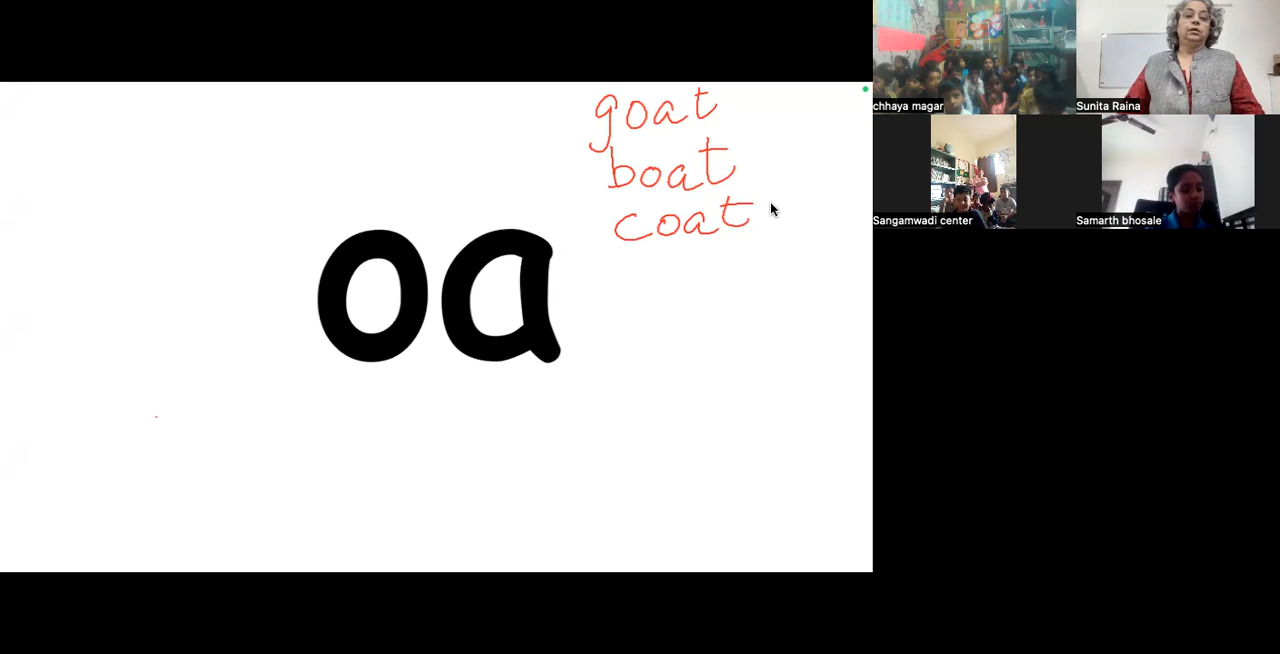 goat
boat
coat
oa
chhaya magar
Sunita Raina
Sangamwadi center
Samarth bhosale